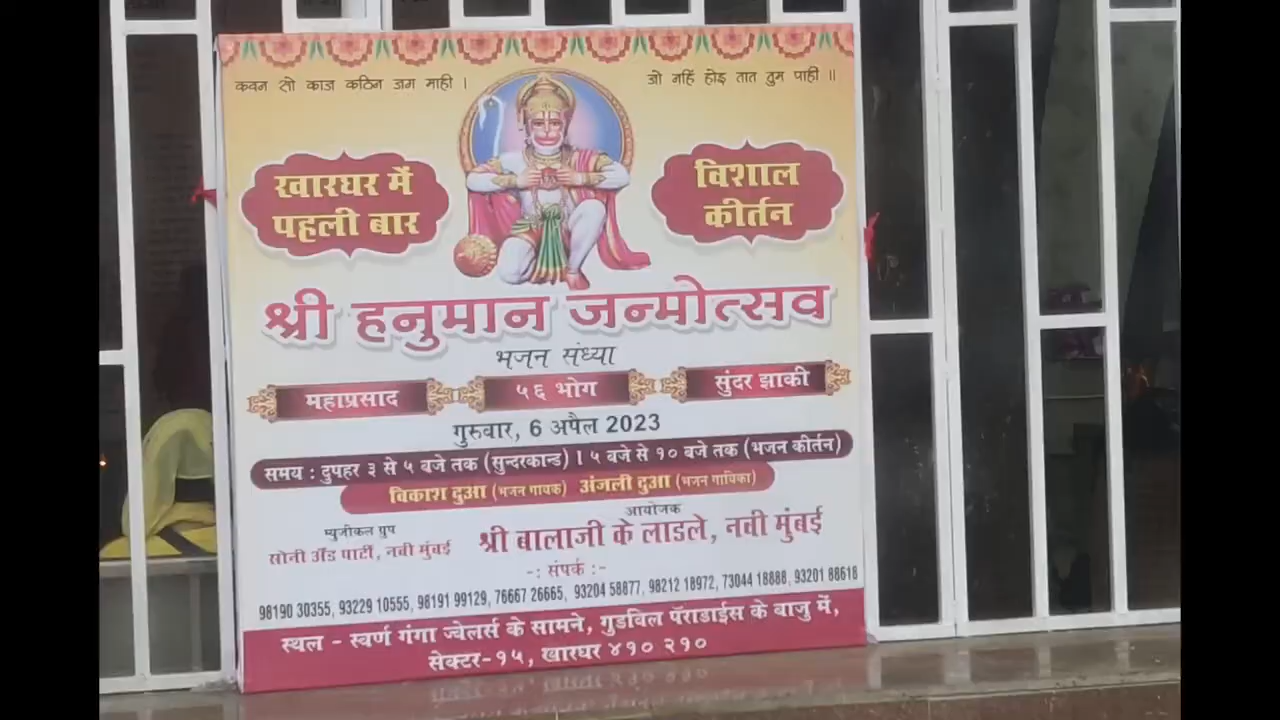 कवन सो काज कठिन जग माही ।
जो नहिं होइ तात तुम पाही ॥
खारघर में
पहली बार
विशाल
कीर्तन
श्री हनुमान जन्मोत्सव
भजन संध्या
महाप्रसाद
५६ भोग
सुंदर झाकी
गुरुवार, 6 अपैल 2023
समय : दुपहर ३ से ५ बजे तक (सुन्दरकान्ड) । ५ बजे से १० बजे तक (भजन कीर्तन)
विकाश दुआ (भजन गायक) अंजली दुआ (भजन गायिका)
म्युजीकल ग्रुप
सोनी अँड पार्टी, नवी मुंबई
आयोजक
श्री बालाजी के लाडले, नवी मुंबई
-: संपर्क :-
98190 30355, 93229 10555, 98191 99129, 76667 26665, 93204 58877, 98212 18972, 73044 18888, 93201 88618
स्थल - स्वर्ण गंगा ज्वेलर्स के सामने, गुडविल पॅराडाईस के बाजु में,
सेक्टर-१५, खारघर ४१० २१०